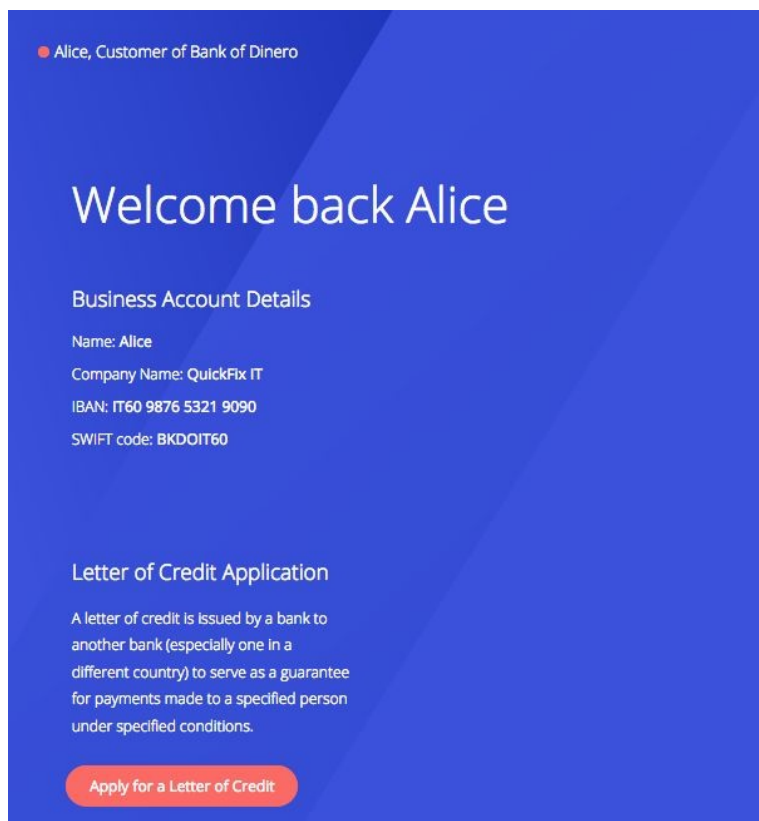 Alice, Customer of Bank of Dinero
Welcome back Alice
Business Account Details
Name: Alice
Company Name: QuickFix IT
IBAN: IT60 9876 5321 9090
SWIFT code: BKDOIT60
Letter of Credit Application
A letter of credit is issued by a bank to
another bank (especially one in a
different country) to serve as a guarantee
for payments made to a specified person
under specified conditions.
Apply for a Letter of Credit